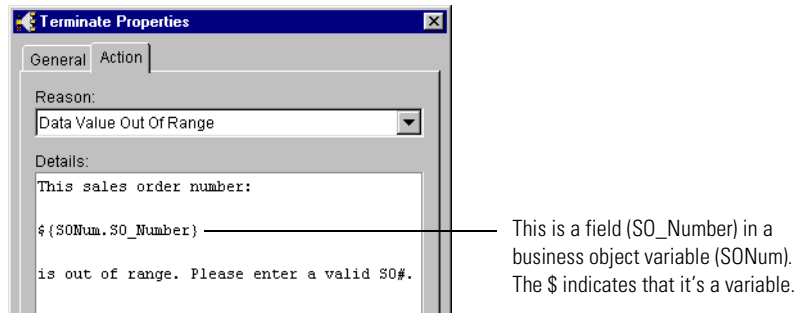 Terminate Properties
General Action
Reason:
Data Value Out Of Range
Details:
This sales order number:
${SONum.SO_Number}
is out of range. Please enter a valid SO#.
This is a field (SO_Number) in a
business object variable (SONum).
The $ indicates that it's a variable.